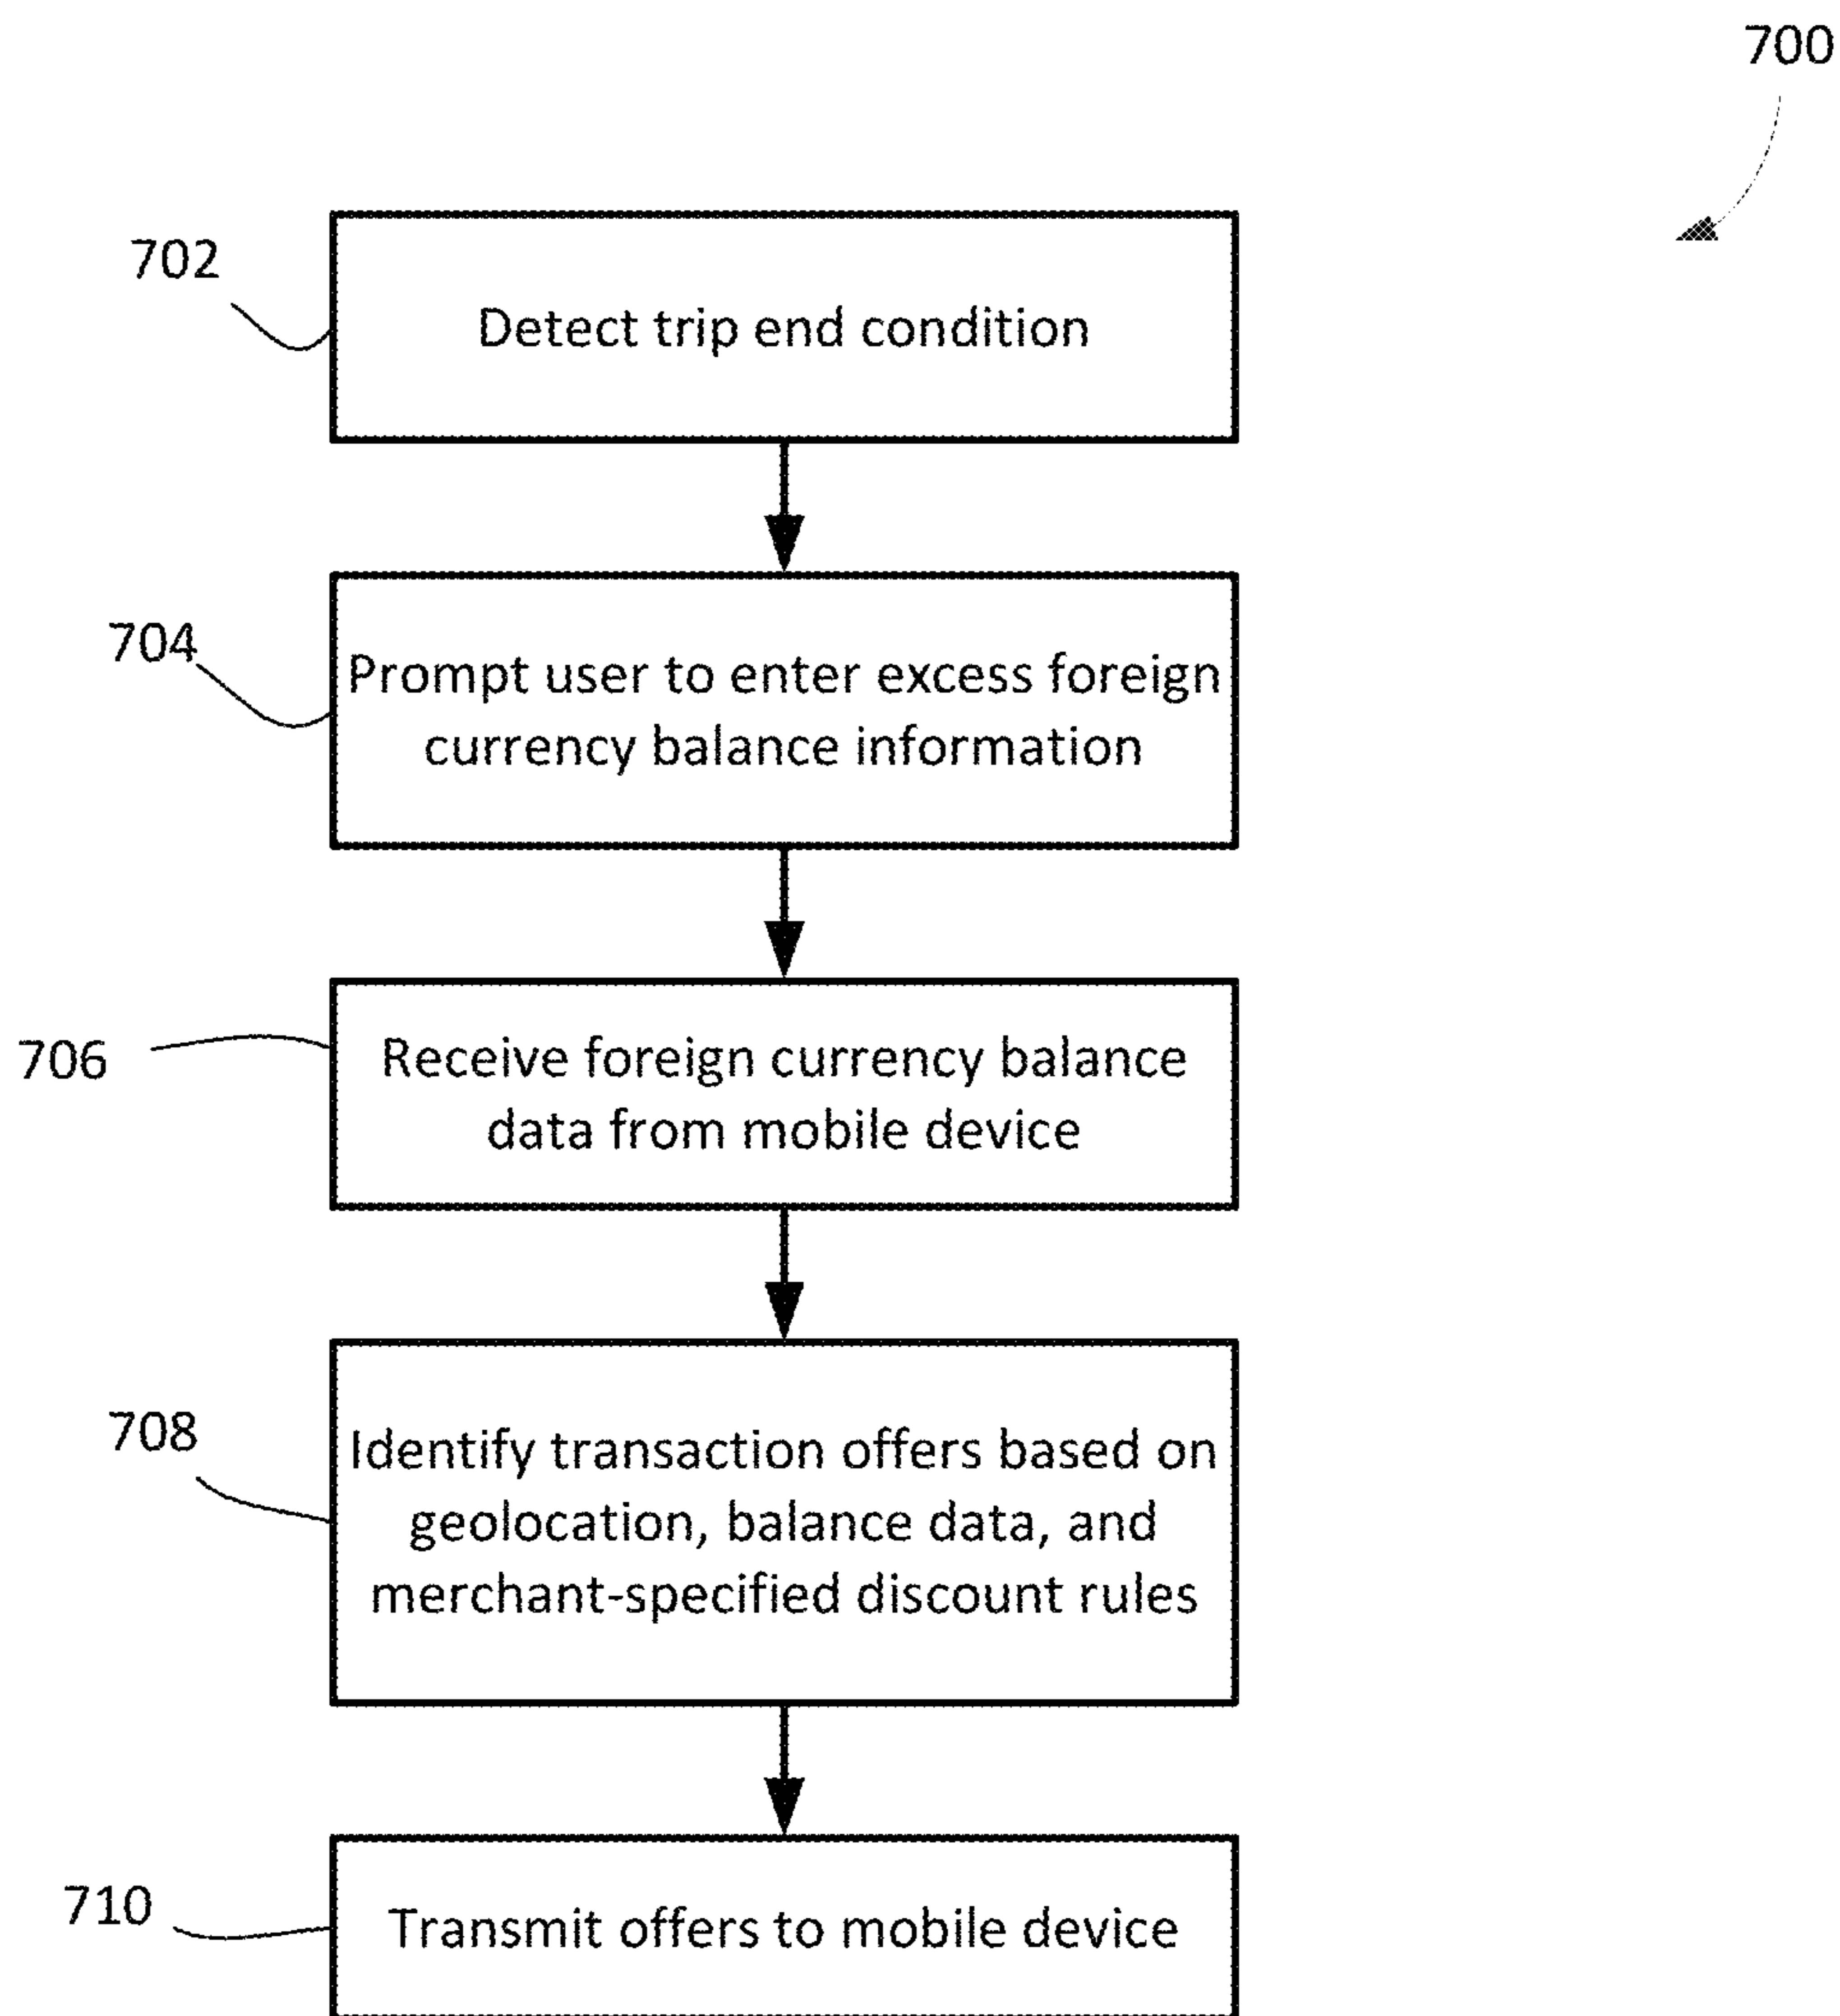 700
702
Detect trip end condition
704
Prompt user to enter excess foreign
currency balance information
706
Receive foreign currency balance
data from mobile device
708
Identify transaction offers based on
geolocation, balance data, and
merchant-specified discount rules
710
Transmit offers to mobile device